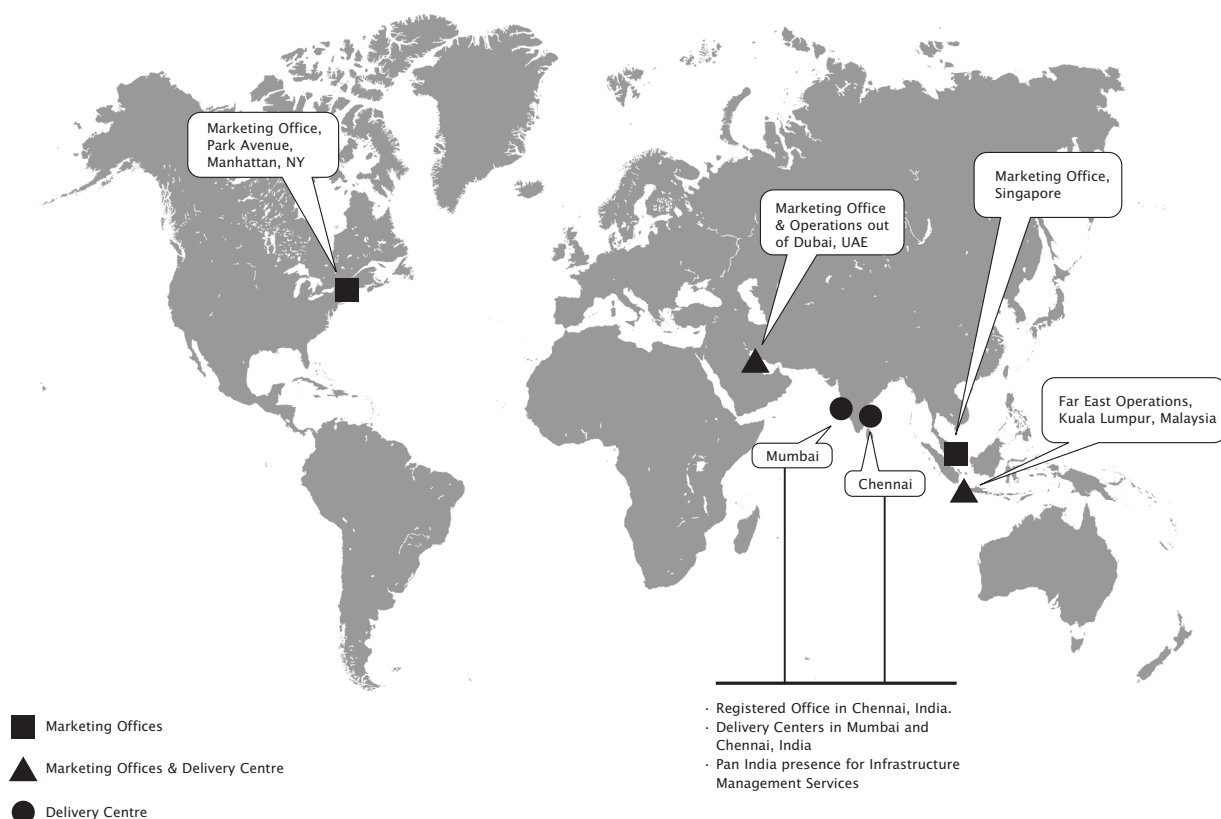 Marketing Office,
Park Avenue,
Manhattan, NY
Marketing Office
& Operations out
of Dubai, UAE
Marketing Office,
Singapore
Far East Operations,
Kuala Lumpur, Malaysia
Mumbai
Chennai
· Registered Office in Chennai, India.
· Delivery Centers in Mumbai and
Chennai, India
· Pan India presence for Infrastructure
Management Services
Marketing Offices
Marketing Offices & Delivery Centre
Delivery Centre